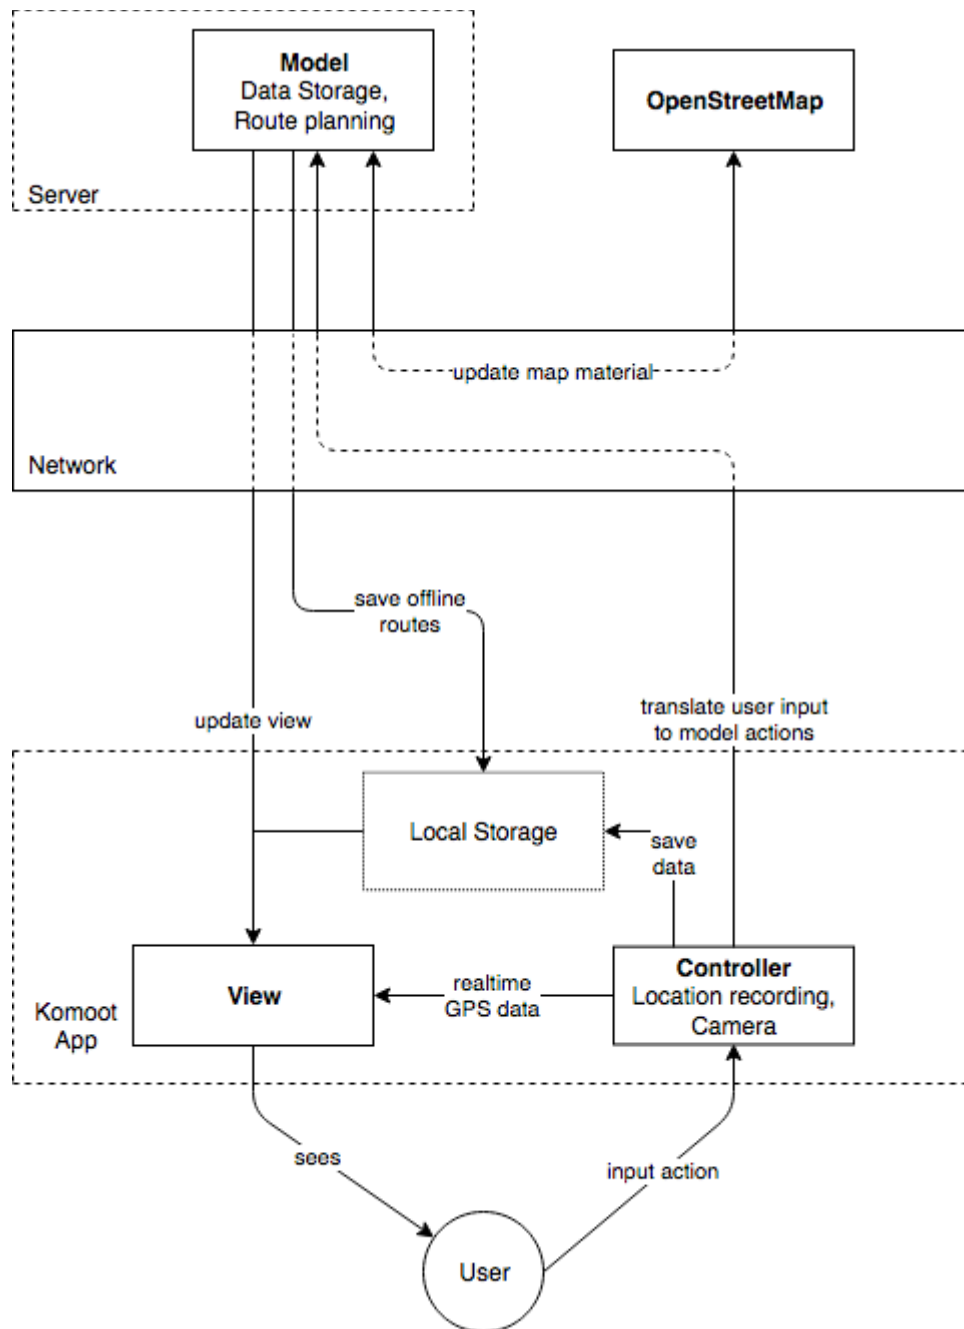 Model
Data Storage,
Route planning
OpenStreetMap
Server
update map material
Network
save offline
routes
update view
translate user input
to model actions
Local Storage
save
data
View
realtime
GPS data
Controller
Location recording,
Camera
Komoot
App
sees
input action
User